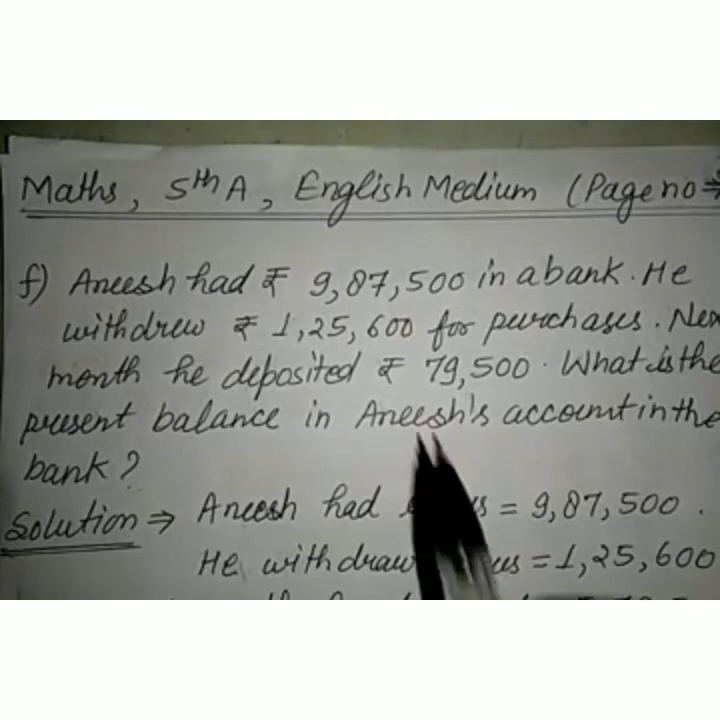 Maths, 5th A, English Medium (Page no ⇒
f) Aneesh had ₹ 9,87,500 in a bank. He
withdrew ₹ 1,25,600 for purchases. Nex
month he deposited ₹ 79,500. What is the
present balance in Aneesh's account in the
bank?
Solution ⇒ Aneesh had = 9,87,500.
He withdraw = 1,25,600